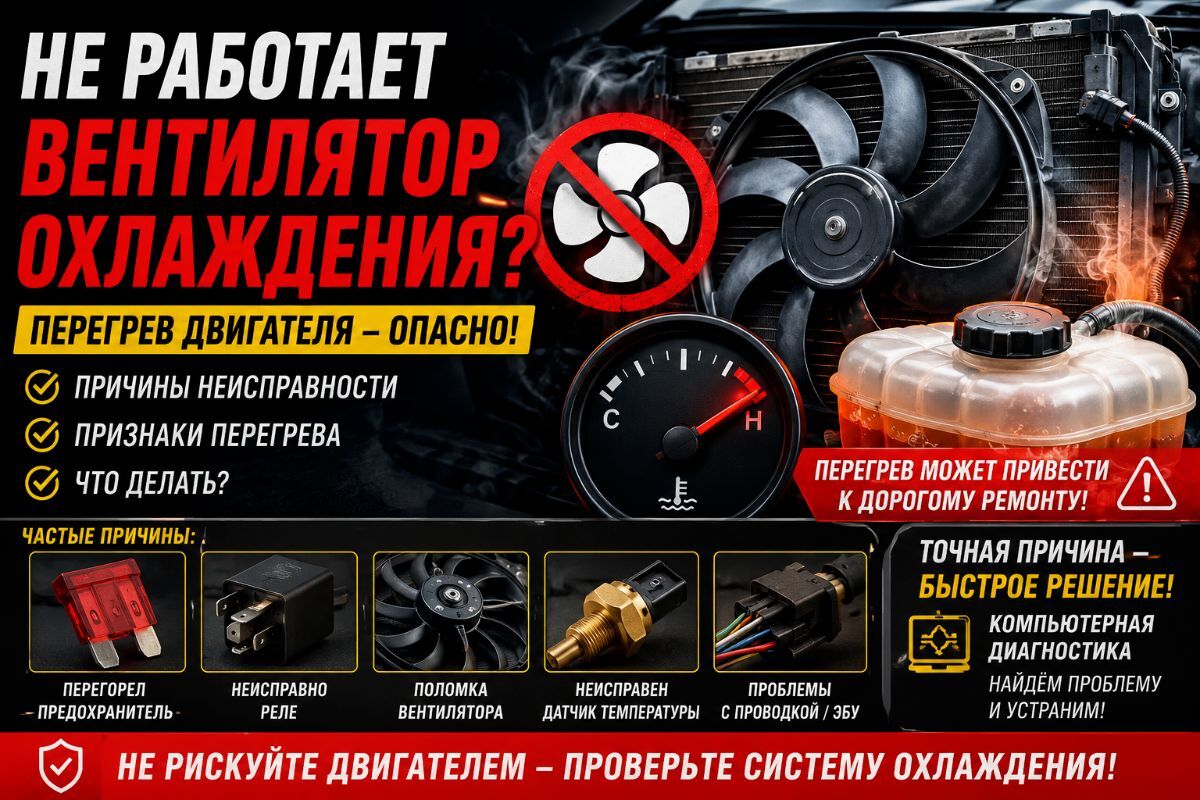 НЕ РАБОТАЕТ
ВЕНТИЛЯТОР
ОХЛАЖДЕНИЯ?
ПЕРЕГРЕВ ДВИГАТЕЛЯ – ОПАСНО!
ПРИЧИНЫ НЕИСПРАВНОСТИ
ПРИЗНАКИ ПЕРЕГРЕВА
ЧТО ДЕЛАТЬ?
C
H
ПЕРЕГРЕВ МОЖЕТ ПРИВЕСТИ
К ДОРОГОМУ РЕМОНТУ!
ЧАСТЫЕ ПРИЧИНЫ:
ПЕРЕГОРЕЛ
ПРЕДОХРАНИТЕЛЬ
НЕИСПРАВНО
РЕЛЕ
ПОЛОМКА
ВЕНТИЛЯТОРА
НЕИСПРАВЕН
ДАТЧИК ТЕМПЕРАТУРЫ
ПРОБЛЕМЫ
С ПРОВОДКОЙ / ЭБУ
ТОЧНАЯ ПРИЧИНА –
БЫСТРОЕ РЕШЕНИЕ!
КОМПЬЮТЕРНАЯ
ДИАГНОСТИКА
НАЙДЁМ ПРОБЛЕМУ
И УСТРАНИМ!
НЕ РИСКУЙТЕ ДВИГАТЕЛЕМ – ПРОВЕРЬТЕ СИСТЕМУ ОХЛАЖДЕНИЯ!